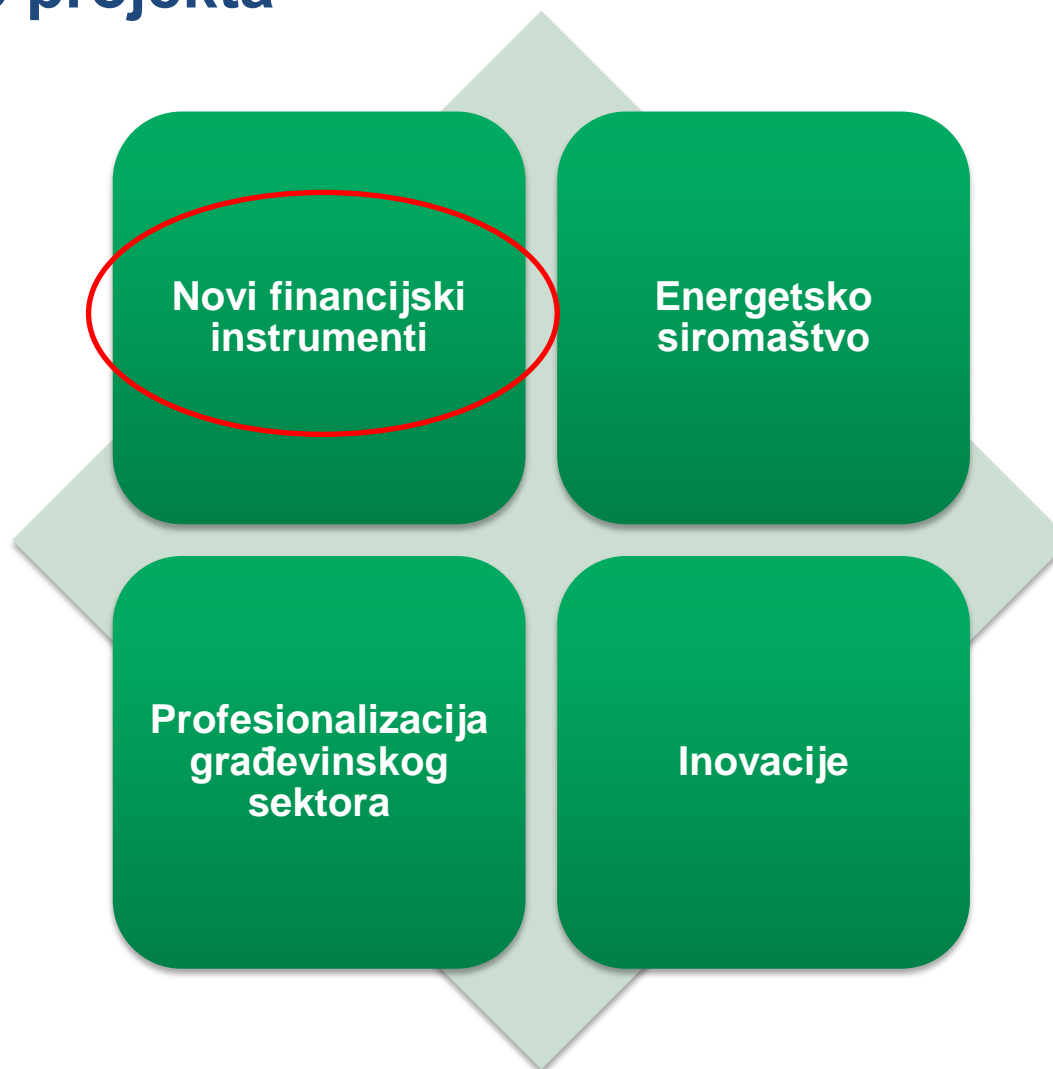 projekta
Novi financijski
instrumenti
Energetsko
siromaštvo
Profesionalizacija
građevinskog
sektora
Inovacije